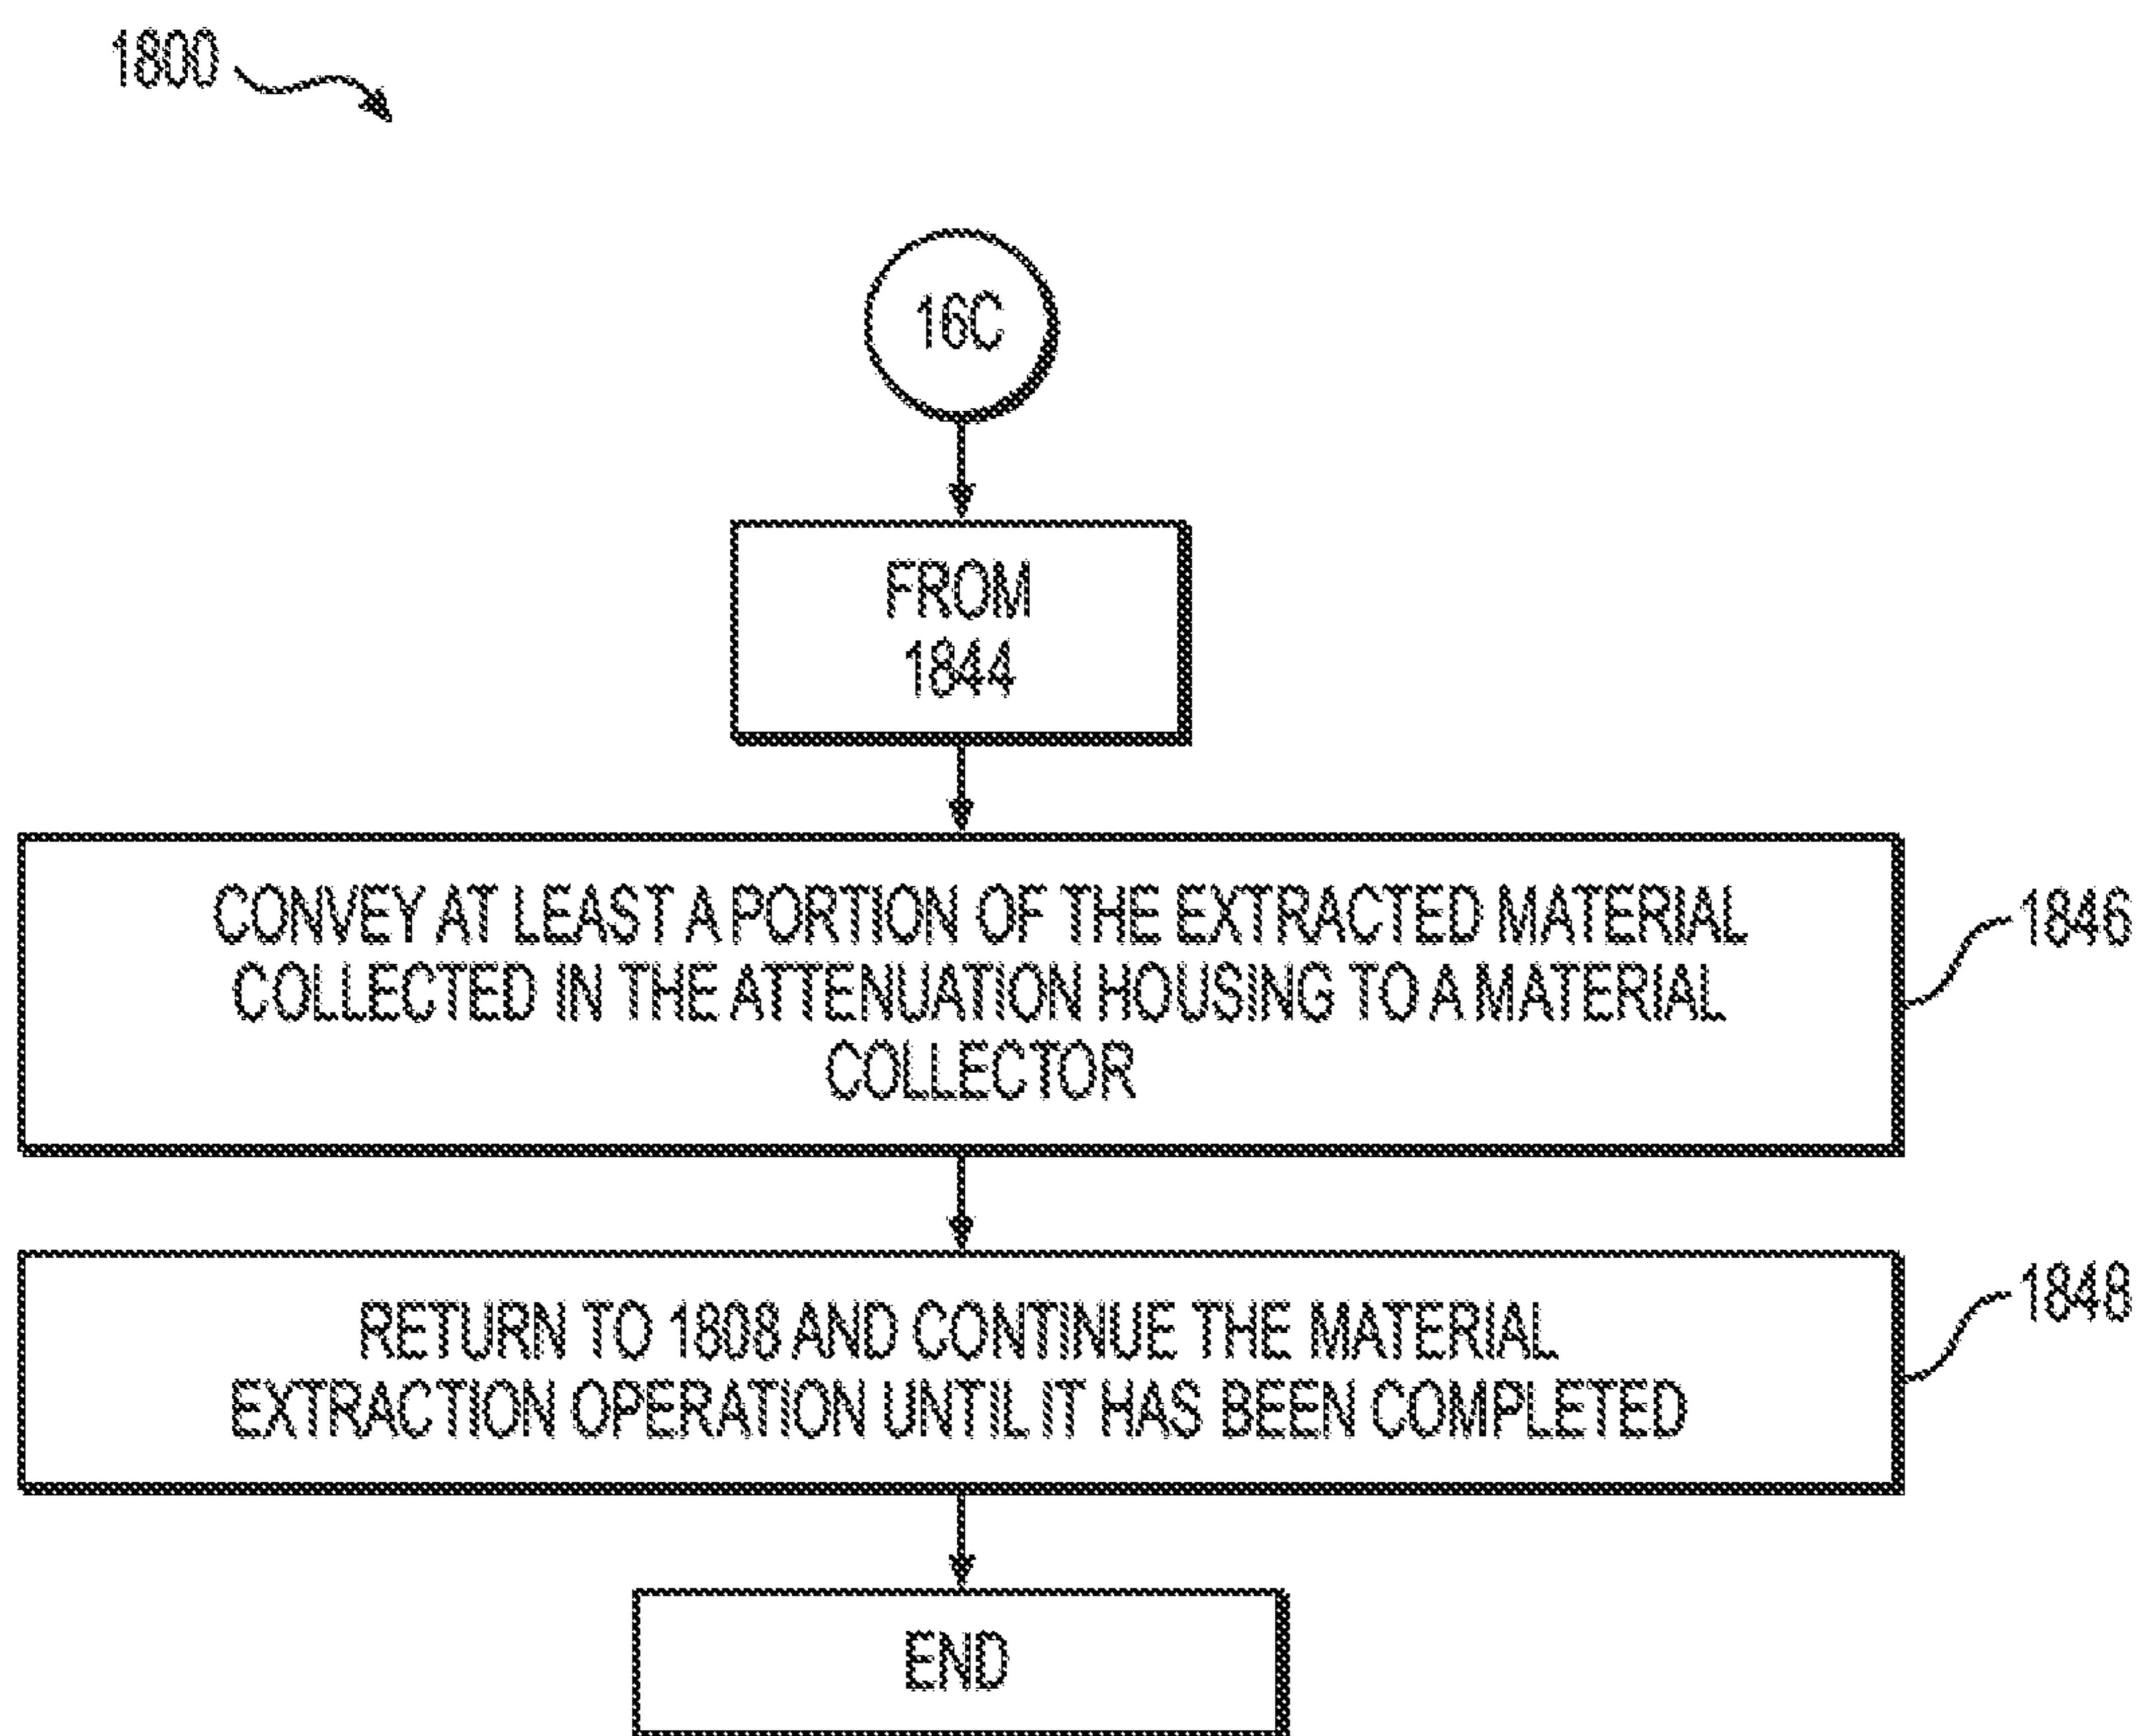 1800
16C
FROM
1844
CONVEY AT LEAST A PORTION OF THE EXTRACTED MATERIAL
COLLECTED IN THE ATTENUATION HOUSING TO A MATERIAL
COLLECTOR
1846
RETURN TO 1808 AND CONTINUE THE MATERIAL
EXTRACTION OPERATION UNTIL IT HAS BEEN COMPLETED
1848
END